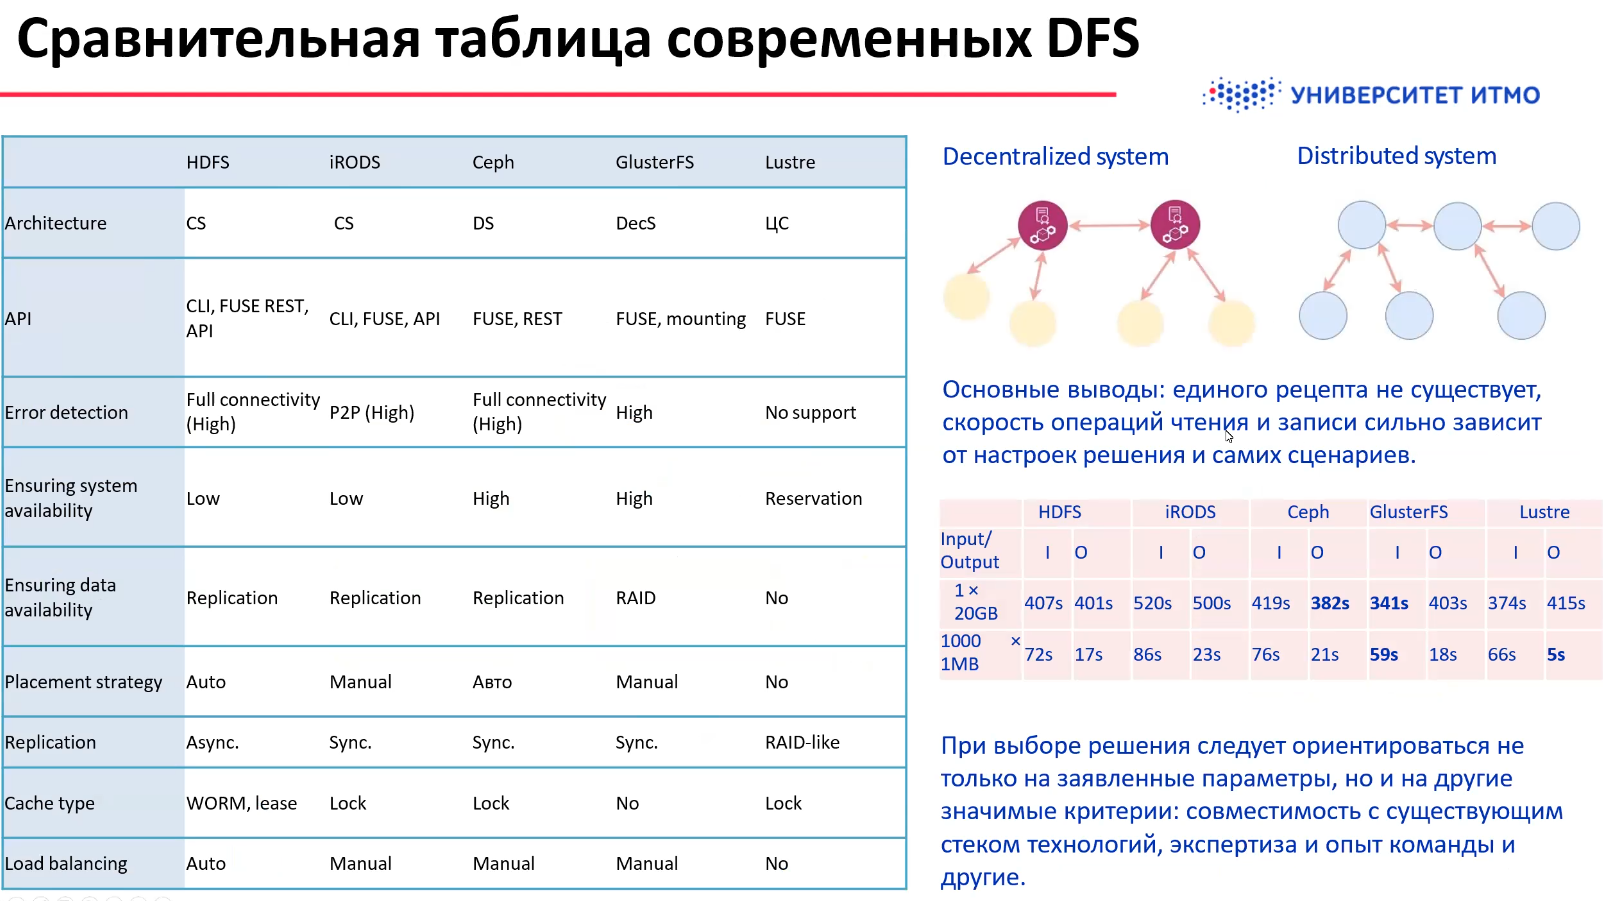 Сравнительная таблица современных DFS
УНИВЕРСИТЕТ ИТМО
HDFS iRODS Ceph GlusterFS Lustre
Architecture CS CS DS DecS ЦС
API CLI, FUSE REST, API CLI, FUSE, API FUSE, REST FUSE, mounting FUSE
Error detection Full connectivity (High) P2P (High) Full connectivity (High) High No support
Ensuring system availability Low Low High High Reservation
Ensuring data availability Replication Replication Replication RAID No
Placement strategy Auto Manual Авто Manual No
Replication Async. Sync. Sync. Sync. RAID-like
Cache type WORM, lease Lock Lock No Lock
Load balancing Auto Manual Manual Manual No
Decentralized system
Distributed system
Основные выводы: единого рецепта не существует,
скорость операций чтения и записи сильно зависит
от настроек решения и самих сценариев.
HDFS iRODS Ceph GlusterFS Lustre
Input/ Output I O I O I O I O I O
1 × 20GB 407s 401s 520s 500s 419s 382s 341s 403s 374s 415s
1000 × 1MB 72s 17s 86s 23s 76s 21s 59s 18s 66s 5s
При выборе решения следует ориентироваться не
только на заявленные параметры, но и на другие
значимые критерии: совместимость с существующим
стеком технологий, экспертиза и опыт команды и
другие.